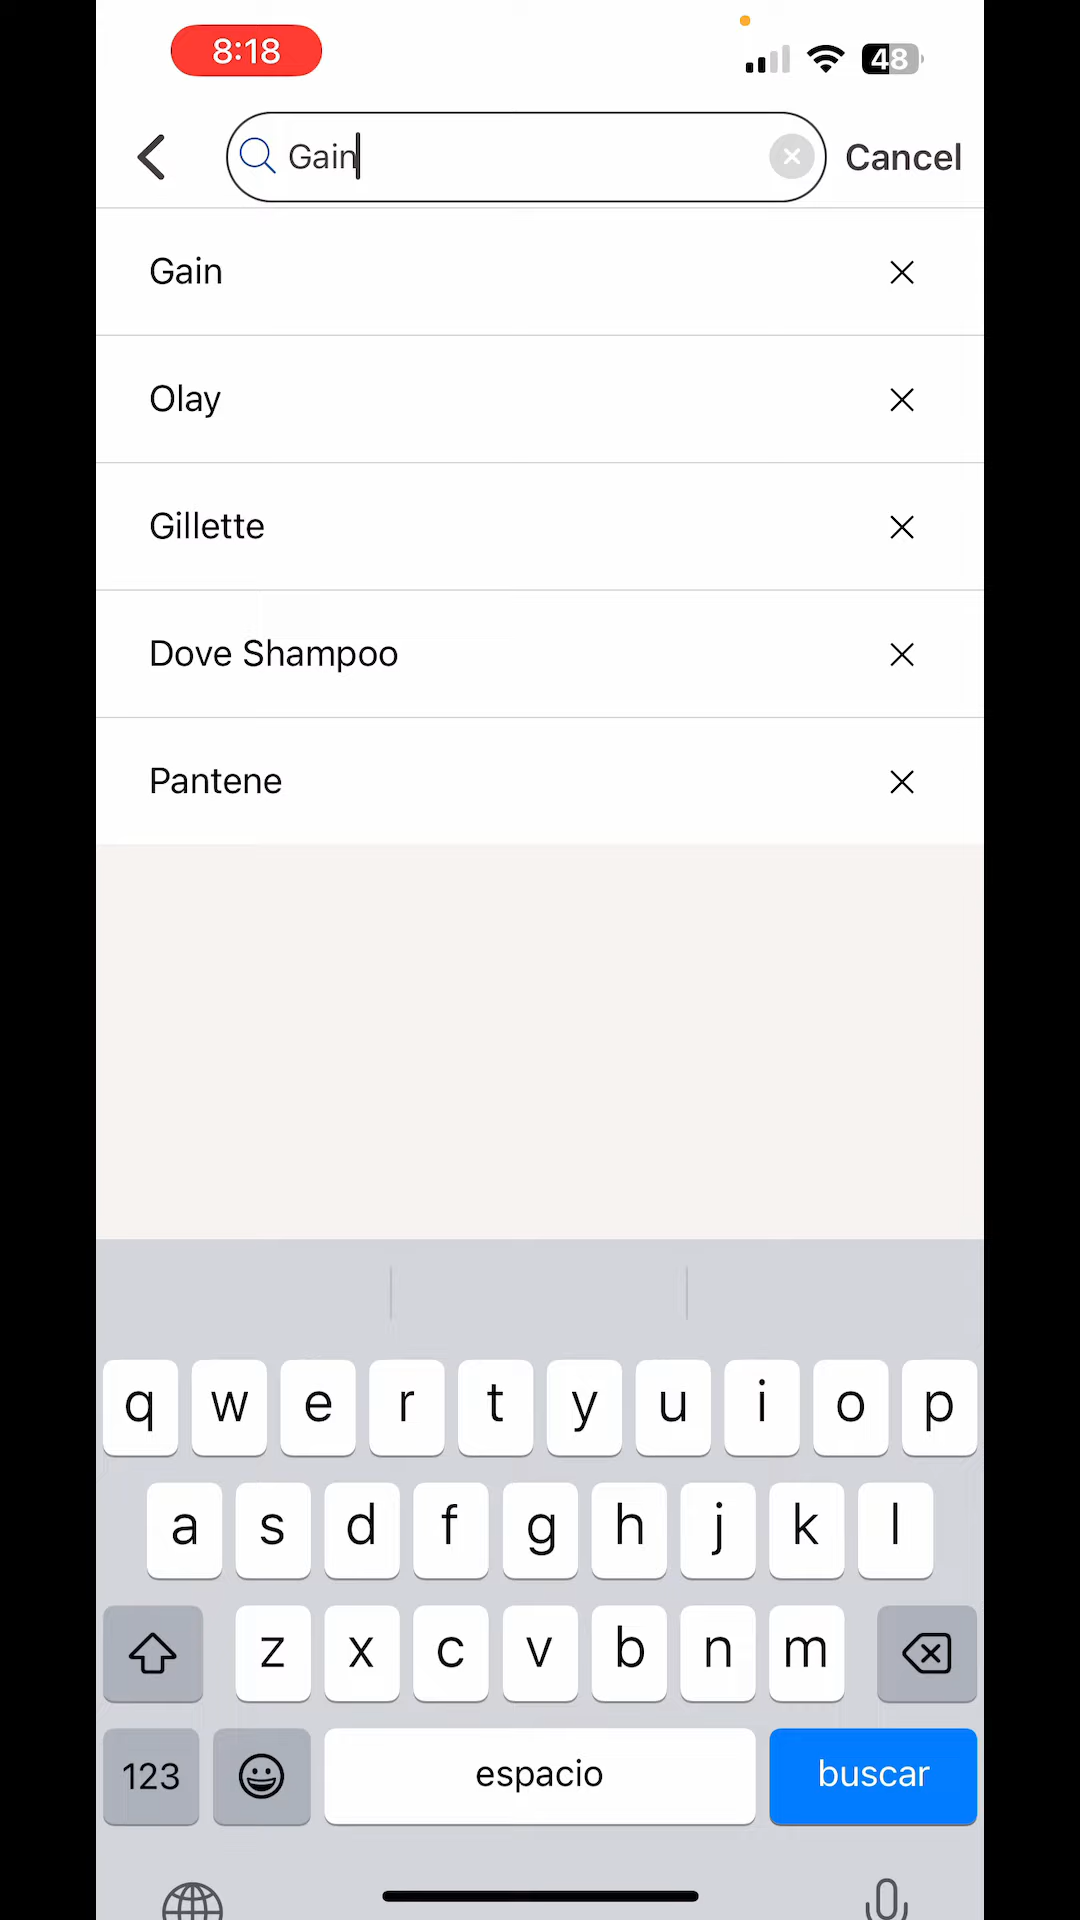 8:18
48
Gain
Cancel
Gain
Olay
Gillette
Dove Shampoo
Pantene
q w e r t y u i o p
a s d f g h j k l
z x c v b n m
123
espacio
buscar